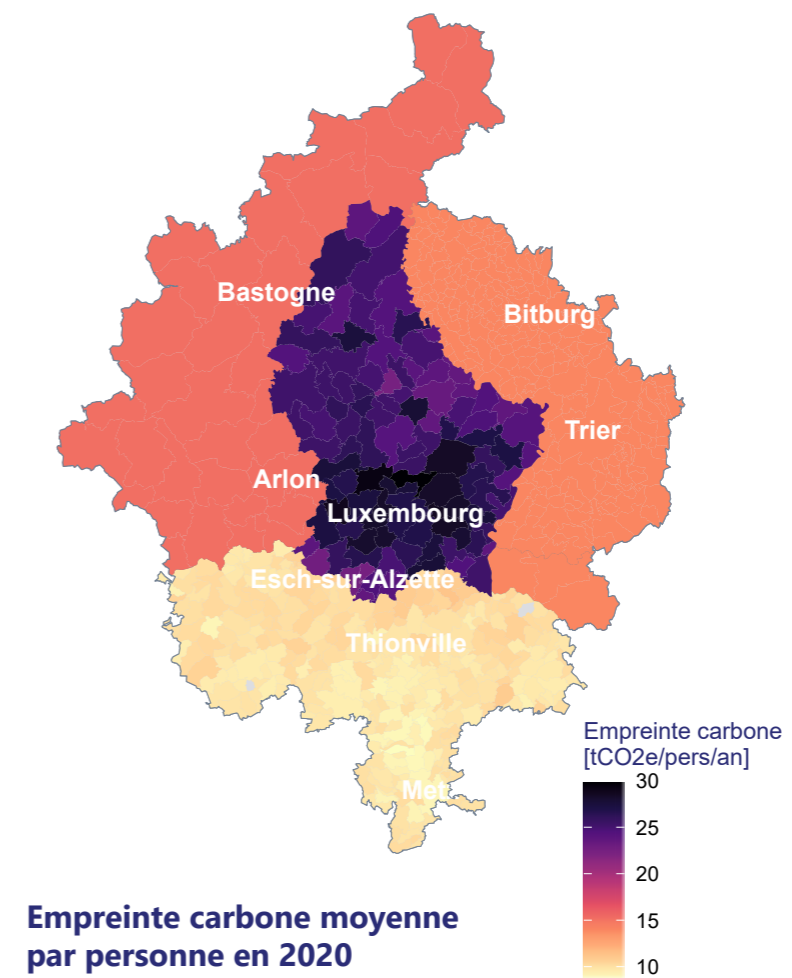 Bastogne
Bitburg
Trier
Arlon
Luxembourg
Esch-sur-Alzette
Thionville
Met
Empreinte carbone
[tCO2e/pers/an]
30
25
20
15
10
Empreinte carbone moyenne
par personne en 2020